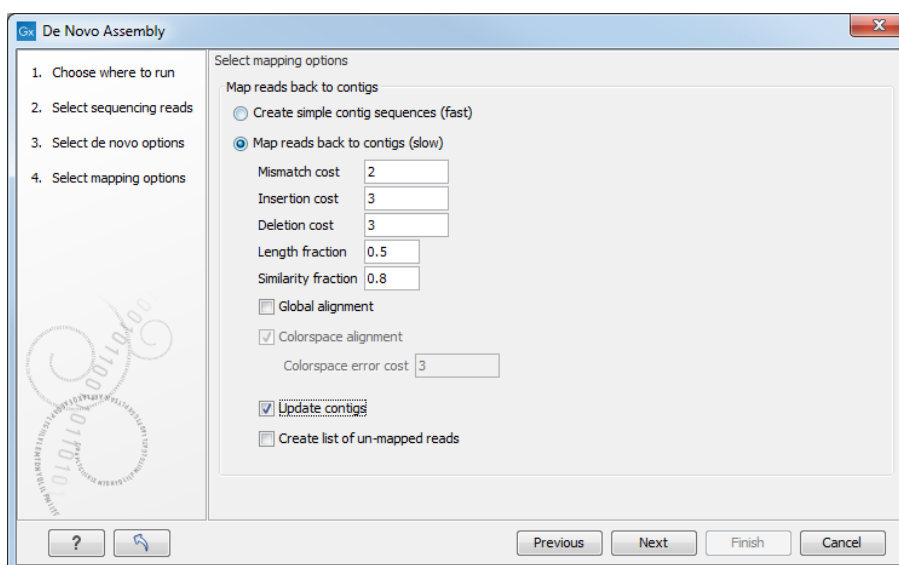 Gx De Novo Assembly
1. Choose where to run
2. Select sequencing reads
3. Select de novo options
4. Select mapping options
Select mapping options
Map reads back to contigs
Create simple contig sequences (fast)
Map reads back to contigs (slow)
Mismatch cost 2
Insertion cost 3
Deletion cost 3
Length fraction 0.5
Similarity fraction 0.8
Global alignment
Colorspace alignment
Colorspace error cost 3
Update contigs
Create list of un-mapped reads
? Previous Next Finish Cancel